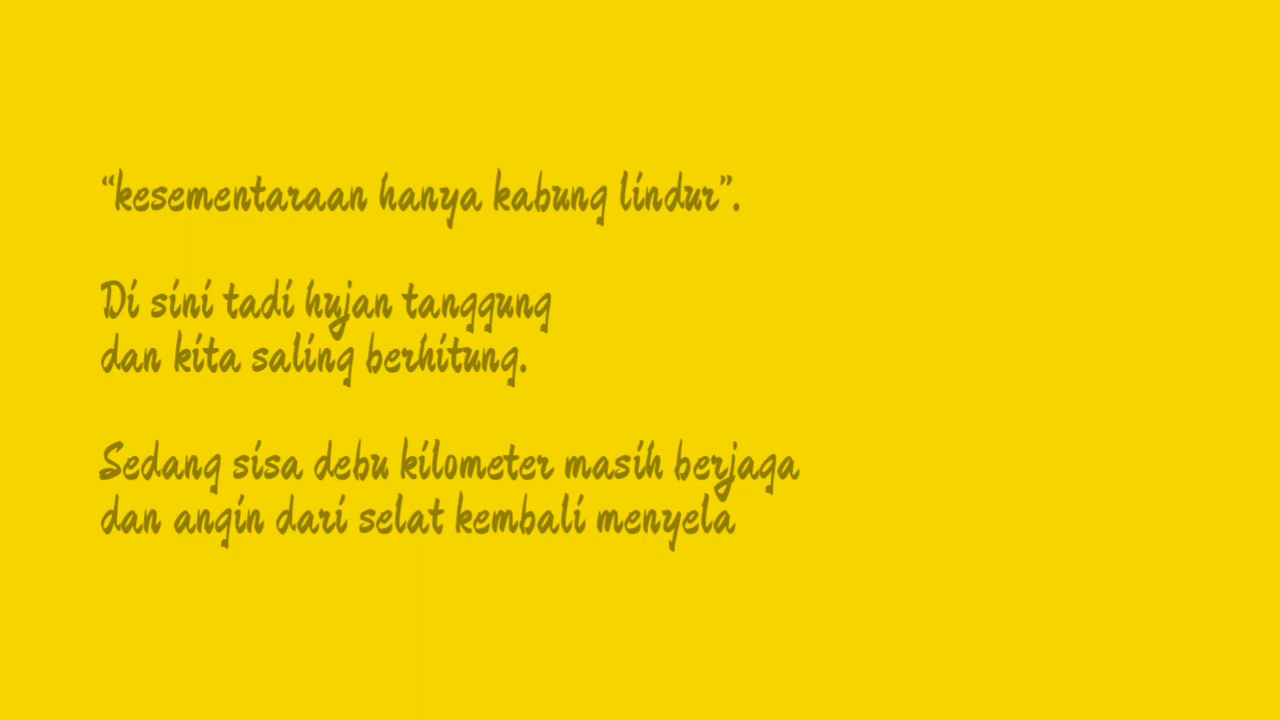 “kesementaraan hanya kabung lindur”.
Di sini tadi hujan tanggung
dan kita saling berhitung.
Sedang sisa debu kilometer masih berjaga
dan angin dari selat kembali menyela